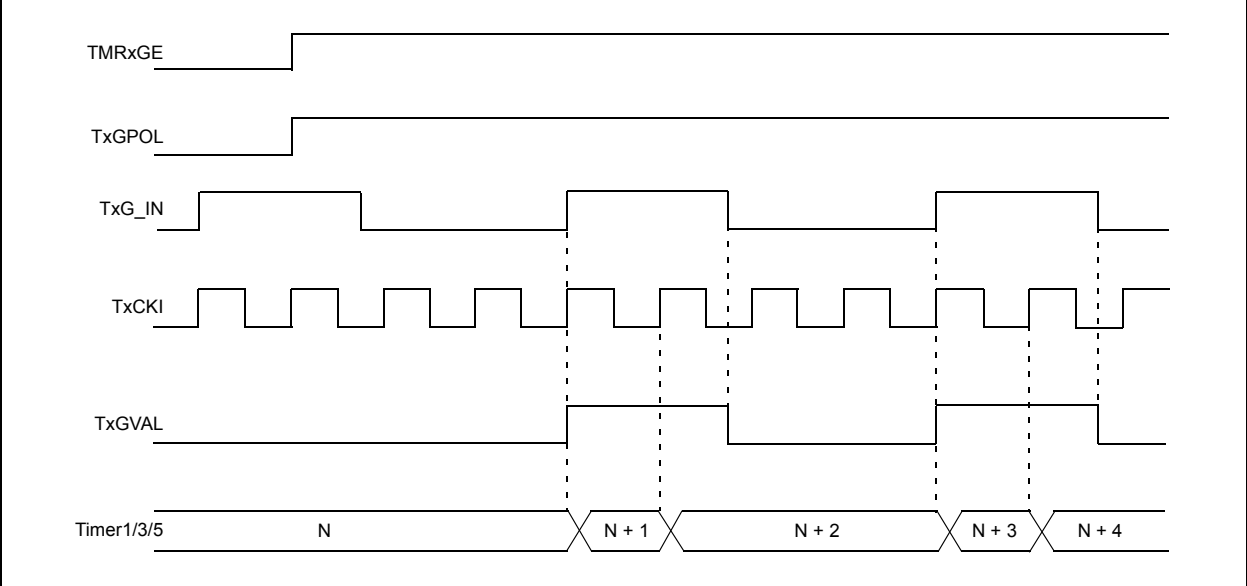 TMRxGE
TxGPOL
TxG_IN
TxCKI
TxGVAL
Timer1/3/5 N N + 1 N + 2 N + 3 N + 4